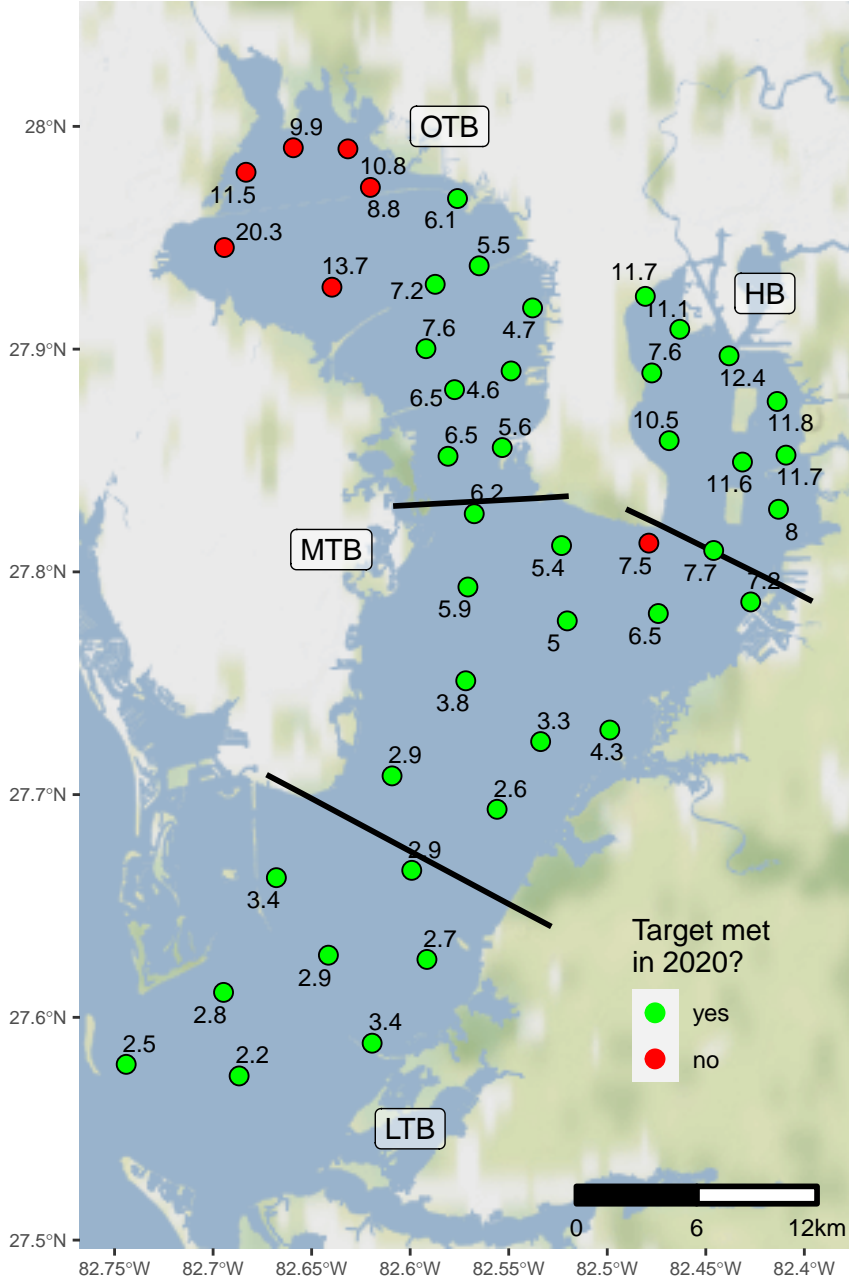 28°N
27.9°N
27.8°N
27.7°N
27.6°N
27.5°N
9.9
OTB
10.8
11.5
8.8
6.1
20.3
5.5
13.7
7.2
11.7
HB
4.7
11.1
7.6
7.6
12.4
6.5
4.6
11.8
10.5
6.5
5.6
11.6
11.7
6.2
8
MTB
5.4
7.5
7.7
7.2
5.9
5
6.5
3.8
3.3
4.3
2.9
2.6
2.9
3.4
2.7
2.9
2.8
3.4
2.5
2.2
LTB
Target met
in 2020?
yes
no
0 6 12km
82.75°W 82.7°W 82.65°W 82.6°W 82.55°W 82.5°W 82.45°W 82.4°W